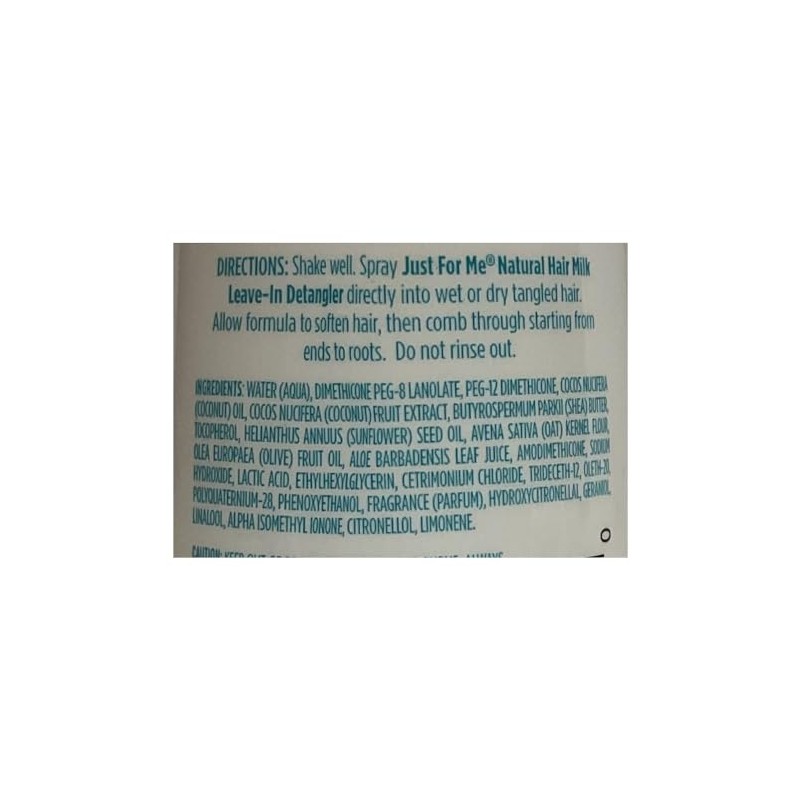 DIRECTIONS: Shake well. Spray Just For Me® Natural Hair Milk
Leave-In Detangler directly into wet or dry tangled hair.
Allow formula to soften hair, then comb through starting from
ends to roots. Do not rinse out.
INGREDIENTS: WATER (AQUA), DIMETHICONE PEG-8 LANOLATE, PEG-12 DIMETHICONE, COCOS NUCIFERA
(COCONUT) OIL, COCOS NUCIFERA (COCONUT) FRUIT EXTRACT, BUTYROSPERMUM PARKII (SHEA) BUTTER,
TOCOPHEROL, HELIANTHUS ANNUUS (SUNFLOWER) SEED OIL, AVENA SATIVA (OAT) KERNEL FLOUR,
OLEA EUROPAEA (OLIVE) FRUIT OIL, ALOE BARBADENSIS LEAF JUICE, AMODIMETHICONE, SODIUM
HYDROXIDE, LACTIC ACID, ETHYLHEXYLGLYCERIN, CETRIMONIUM CHLORIDE, TRIDECETH-12, OLETH-20,
POLYQUATERNIUM-28, PHENOXYETHANOL, FRAGRANCE (PARFUM), HYDROXYCITRONELLAL, GERANIOL,
LINALOOL, ALPHA ISOMETHYL IONONE, CITRONELLOL, LIMONENE.
CAUTION: KEEP OUT ALWAYS